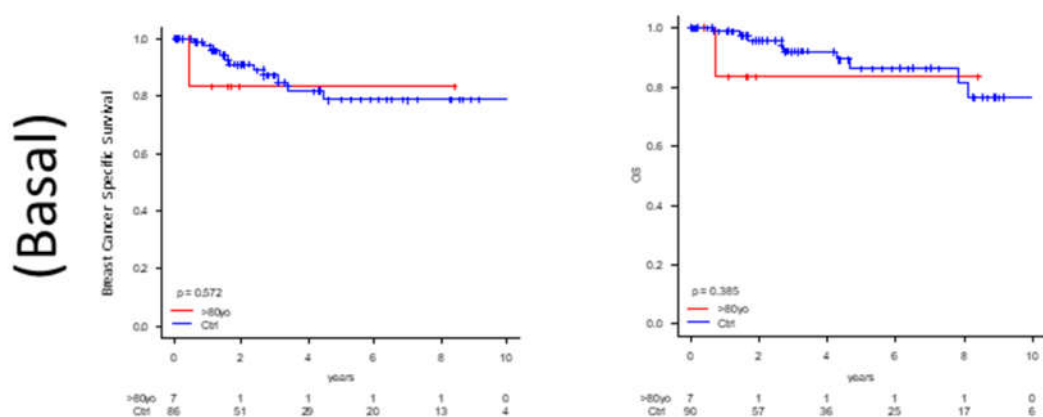 (Basal)
Breast Cancer Specific Survival
1.0
0.8
0.6
0.4
0.2
0.0
p = 0.572
>80yo
Ctrl
0 2 4 6 8 10
years
>80yo 7 1 1 1 1 0
Ctrl 86 51 29 20 13 4
OS
1.0
0.8
0.6
0.4
0.2
0.0
p = 0.385
>80yo
Ctrl
0 2 4 6 8 10
years
>80yo 7 1 1 1 1 0
Ctrl 90 57 36 25 17 6